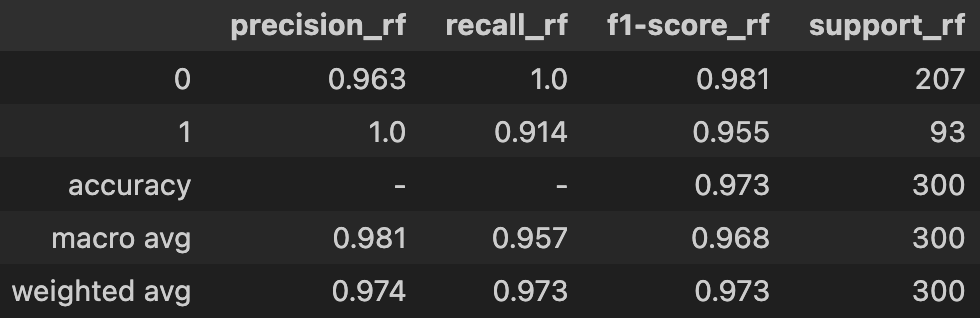 precision_rf recall_rf f1-score_rf support_rf
0 0.963 1.0 0.981 207
1 1.0 0.914 0.955 93
accuracy - - 0.973 300
macro avg 0.981 0.957 0.968 300
weighted avg 0.974 0.973 0.973 300